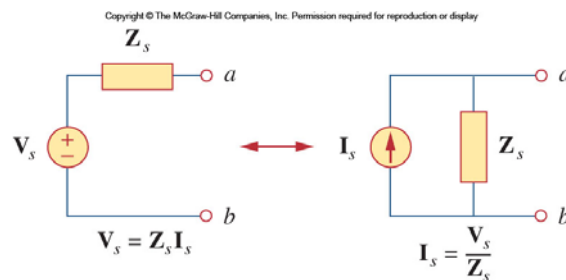 Copyright © The McGraw-Hill Companies, Inc. Permission required for reproduction or display
Z_s
a
V_s
+
−
b
V_s = Z_s I_s
a
I_s
Z_s
b
I_s = V_s / Z_s